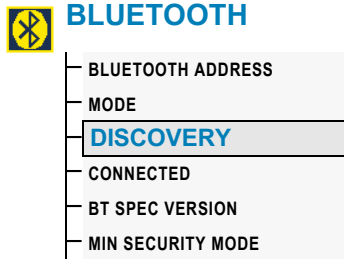 BLUETOOTH
BLUETOOTH ADDRESS
MODE
DISCOVERY
CONNECTED
BT SPEC VERSION
MIN SECURITY MODE